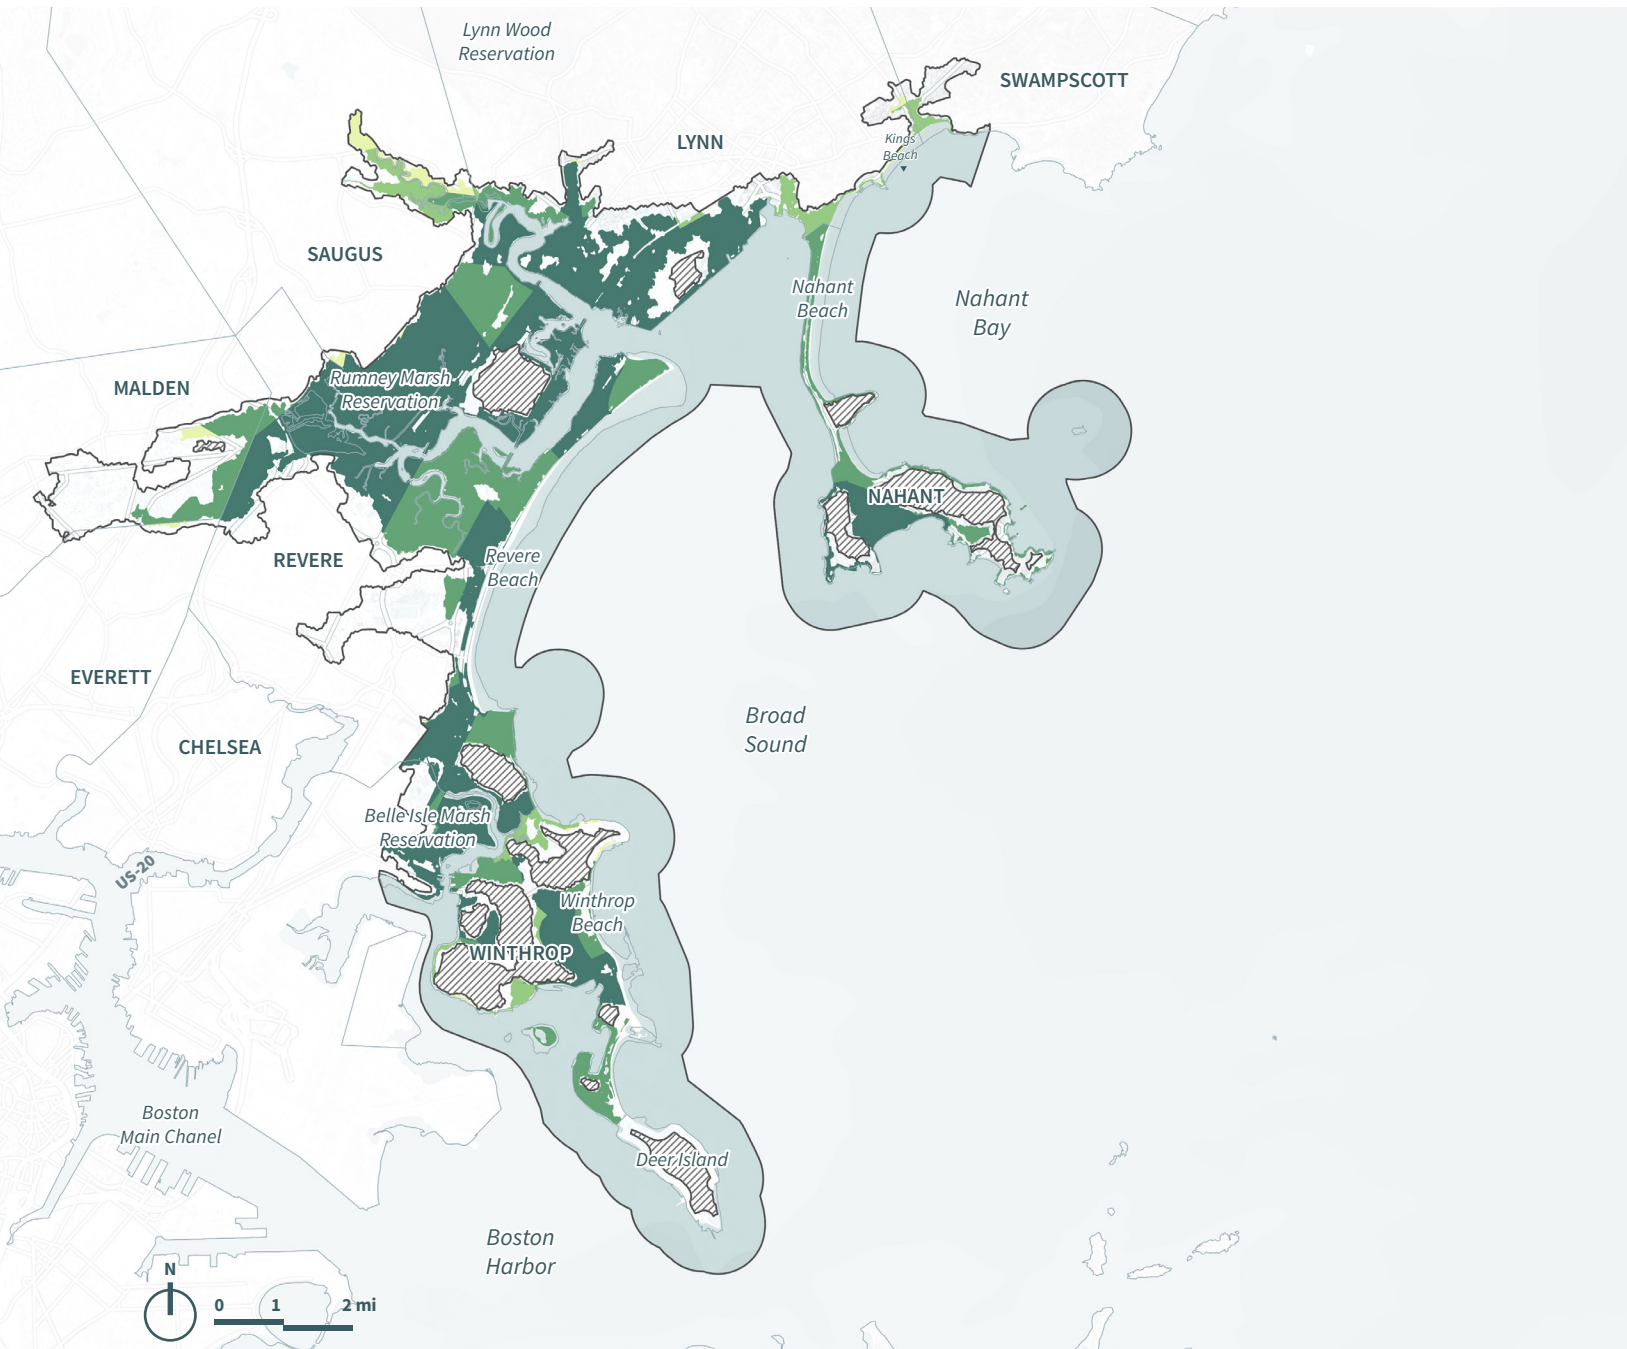 Lynn Wood
Reservation
SWAMPSCOTT
LYNN
Kings
Beach
SAUGUS
Nahant
Beach
Nahant
Bay
MALDEN
Rumney Marsh
Reservation
NAHANT
REVERE
Revere
Beach
EVERETT
Broad
Sound
CHELSEA
Belle Isle Marsh
Reservation
US-20
Winthrop
Beach
WINTHROP
Boston
Main Chanel
Deer Island
Boston
Harbor
N
0 1 2 mi